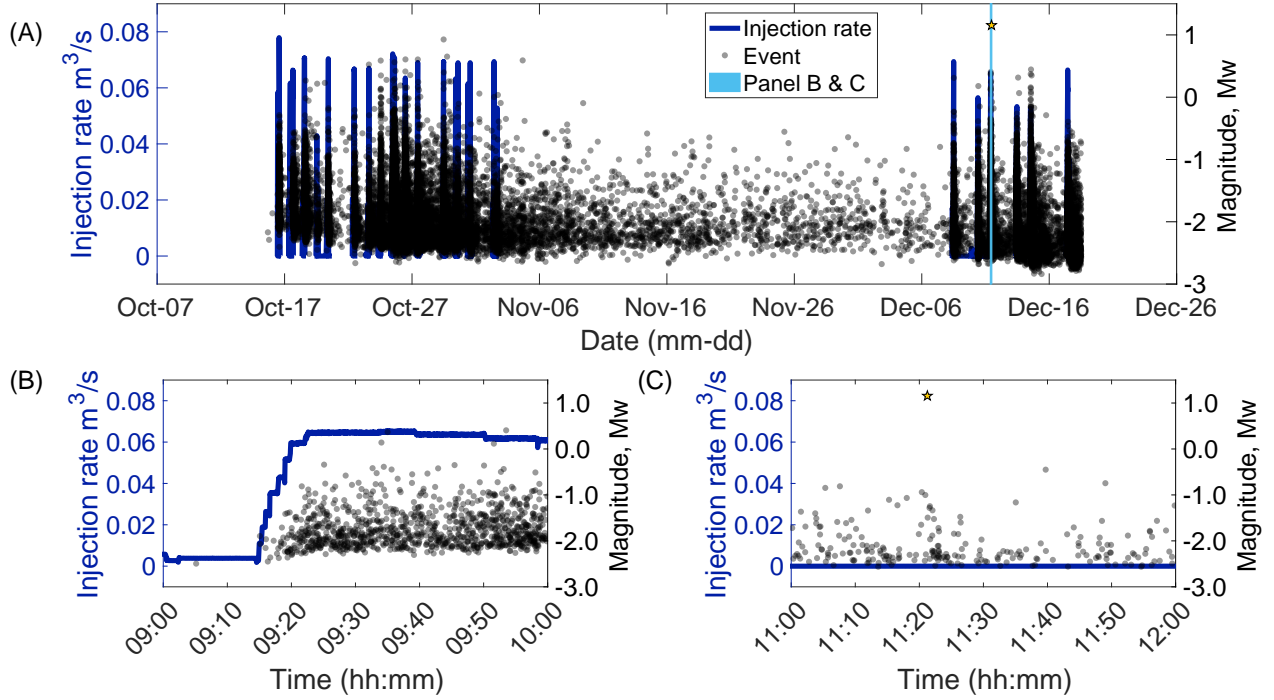 (A)
Injection rate m³/s
0.08
0.06
0.04
0.02
0
Injection rate
Event
Panel B & C
1
0
-1
-2
-3
Magnitude, Mw
Oct-07 Oct-17 Oct-27 Nov-06 Nov-16 Nov-26 Dec-06 Dec-16 Dec-26
Date (mm-dd)
(B)
Injection rate m³/s
0.08
0.06
0.04
0.02
0
1.0
0.0
-1.0
-2.0
-3.0
Magnitude, Mw
09:00 09:10 09:20 09:30 09:40 09:50 10:00
Time (hh:mm)
(C)
Injection rate m³/s
0.08
0.06
0.04
0.02
0
1.0
0.0
-1.0
-2.0
-3.0
Magnitude, Mw
11:00 11:10 11:20 11:30 11:40 11:50 12:00
Time (hh:mm)